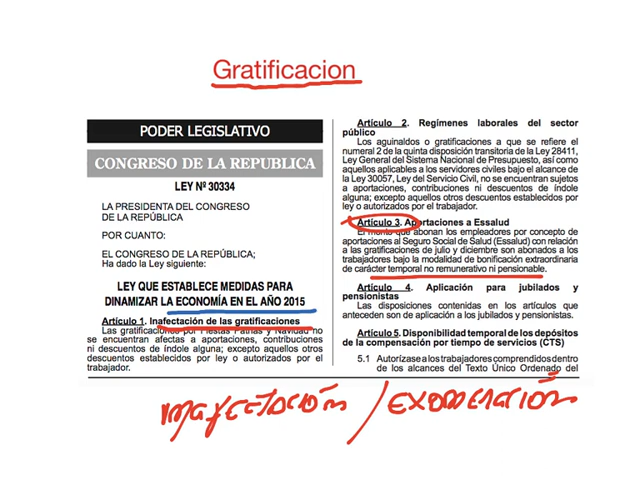 Gratificacion
PODER LEGISLATIVO
CONGRESO DE LA REPUBLICA
LEY Nº 30334
LA PRESIDENTA DEL CONGRESO
DE LA REPÚBLICA
POR CUANTO:
EL CONGRESO DE LA REPÚBLICA;
Ha dado la Ley siguiente:
LEY QUE ESTABLECE MEDIDAS PARA
DINAMIZAR LA ECONOMÍA EN EL AÑO 2015
Artículo 1. Inafectación de las gratificaciones
Las gratificaciones por Fiestas Patrias y Navidad no
se encuentran afectas a aportaciones, contribuciones
ni descuentos de índole alguna; excepto aquellos otros
descuentos establecidos por ley o autorizados por el
trabajador.
Artículo 2. Regímenes laborales del sector
público
Los aguinaldos o gratificaciones a que se refiere el
numeral 2 de la quinta disposición transitoria de la Ley 28411,
Ley General del Sistema Nacional de Presupuesto, así como
aquellos aplicables a los servidores civiles bajo el alcance de
la Ley 30057, Ley del Servicio Civil, no se encuentran sujetos
a aportaciones, contribuciones ni descuentos de índole
alguna; excepto aquellos otros descuentos establecidos por
ley o autorizados por el trabajador.
Artículo 3. Aportaciones a Essalud
El monto que abonan los empleadores por concepto de
aportaciones al Seguro Social de Salud (Essalud) con relación
a las gratificaciones de julio y diciembre son abonados a los
trabajadores bajo la modalidad de bonificación extraordinaria
de carácter temporal no remunerativo ni pensionable.
Artículo 4. Aplicación para jubilados y
pensionistas
Las disposiciones contenidas en los artículos que
anteceden son de aplicación a los jubilados y pensionistas.
Artículo 5. Disponibilidad temporal de los depósitos
de la compensación por tiempo de servicios (CTS)
5.1 Autorízase a los trabajadores comprendidos dentro
de los alcances del Texto Único Ordenado del
INAFECTACIÓN / EXONERACIÓN